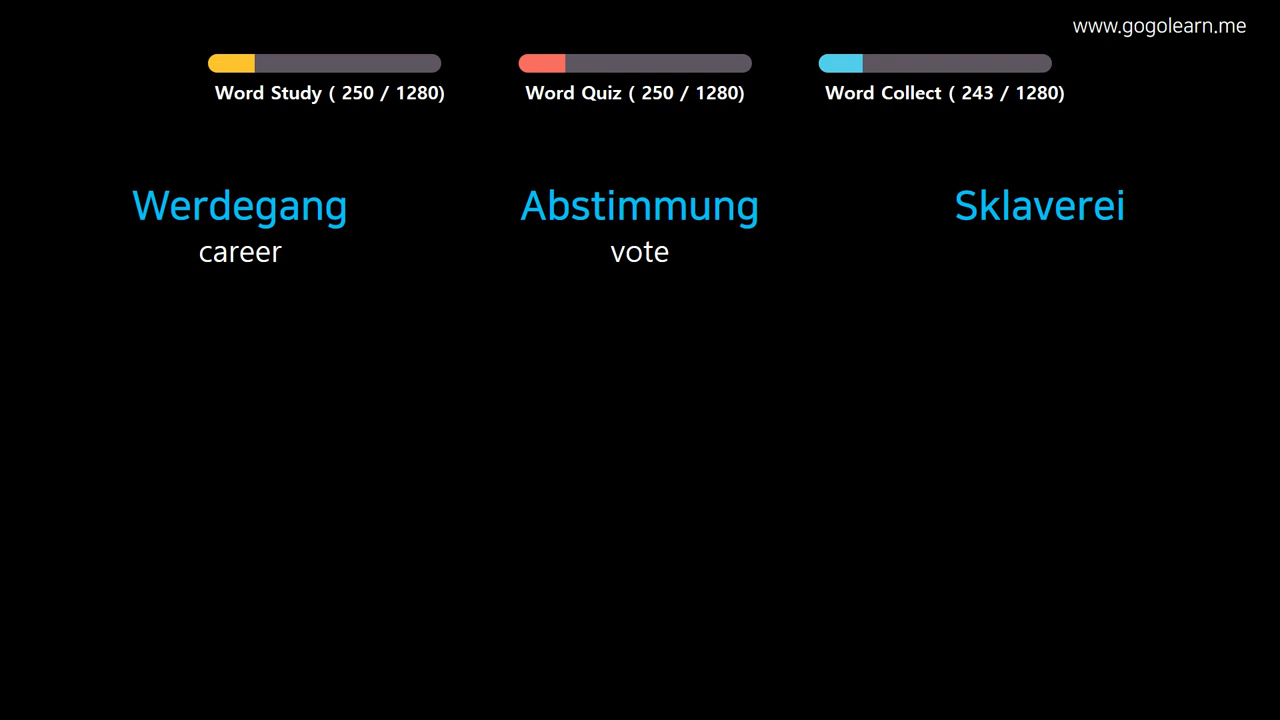 www.gogolearn.me
Word Study ( 250 / 1280)
Word Quiz ( 250 / 1280)
Word Collect ( 243 / 1280)
Werdegang
career
Abstimmung
vote
Sklaverei